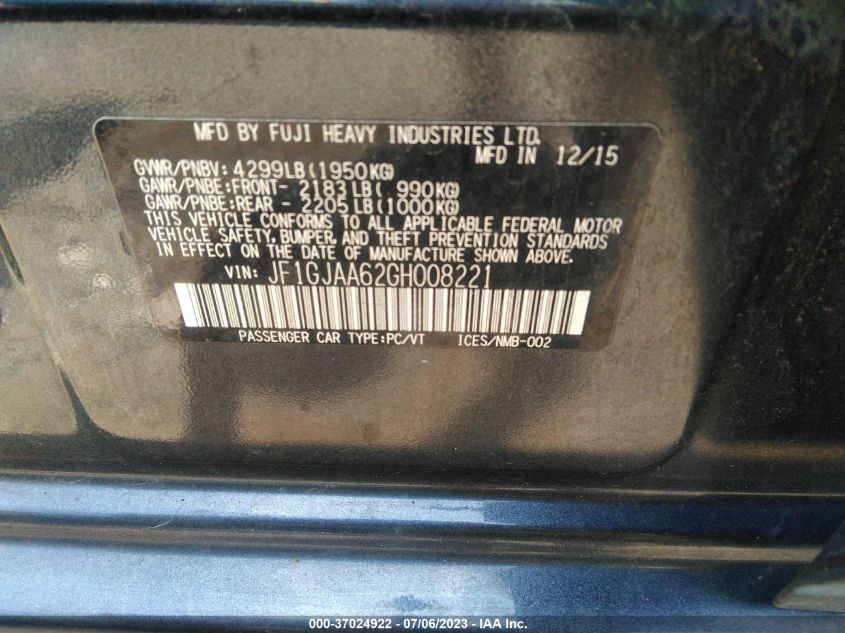 MFD BY FUJI HEAVY INDUSTRIES LTD.
MFD IN 12/15
GVWR/PNBV: 4299LB(1950KG)
GAWR/PNBE:FRONT- 2183LB( 990KG)
GAWR/PNBE:REAR - 2205LB(1000KG)
THIS VEHICLE CONFORMS TO ALL APPLICABLE FEDERAL MOTOR
VEHICLE SAFETY, BUMPER, AND THEFT PREVENTION STANDARDS
IN EFFECT ON THE DATE OF MANUFACTURE SHOWN ABOVE.
VIN: JF1GJAA62GH008221
PASSENGER CAR TYPE:PC/VT ICES/NMB-002
000-37024922 - 07/06/2023 - IAA Inc.